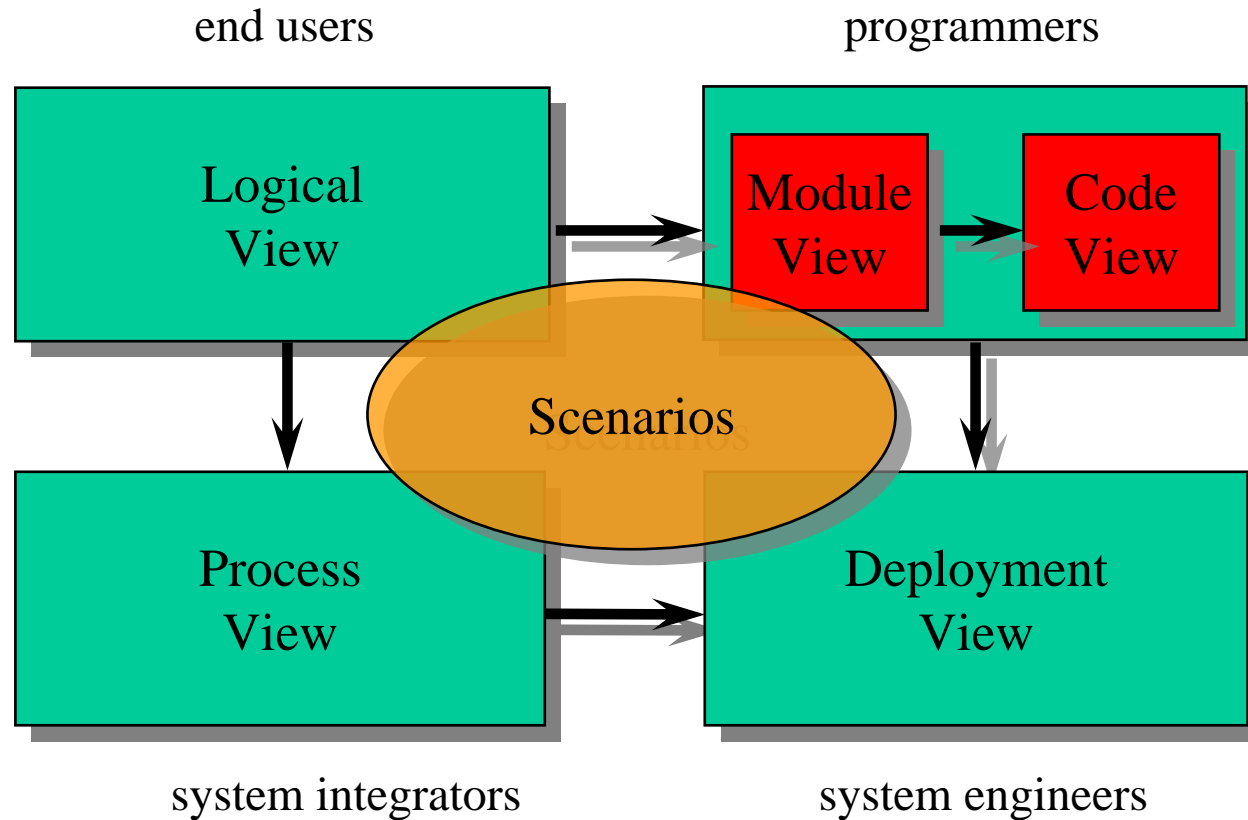 end users
programmers
Logical
View
Module
View
Code
View
Scenarios
Process
View
Deployment
View
system integrators
system engineers